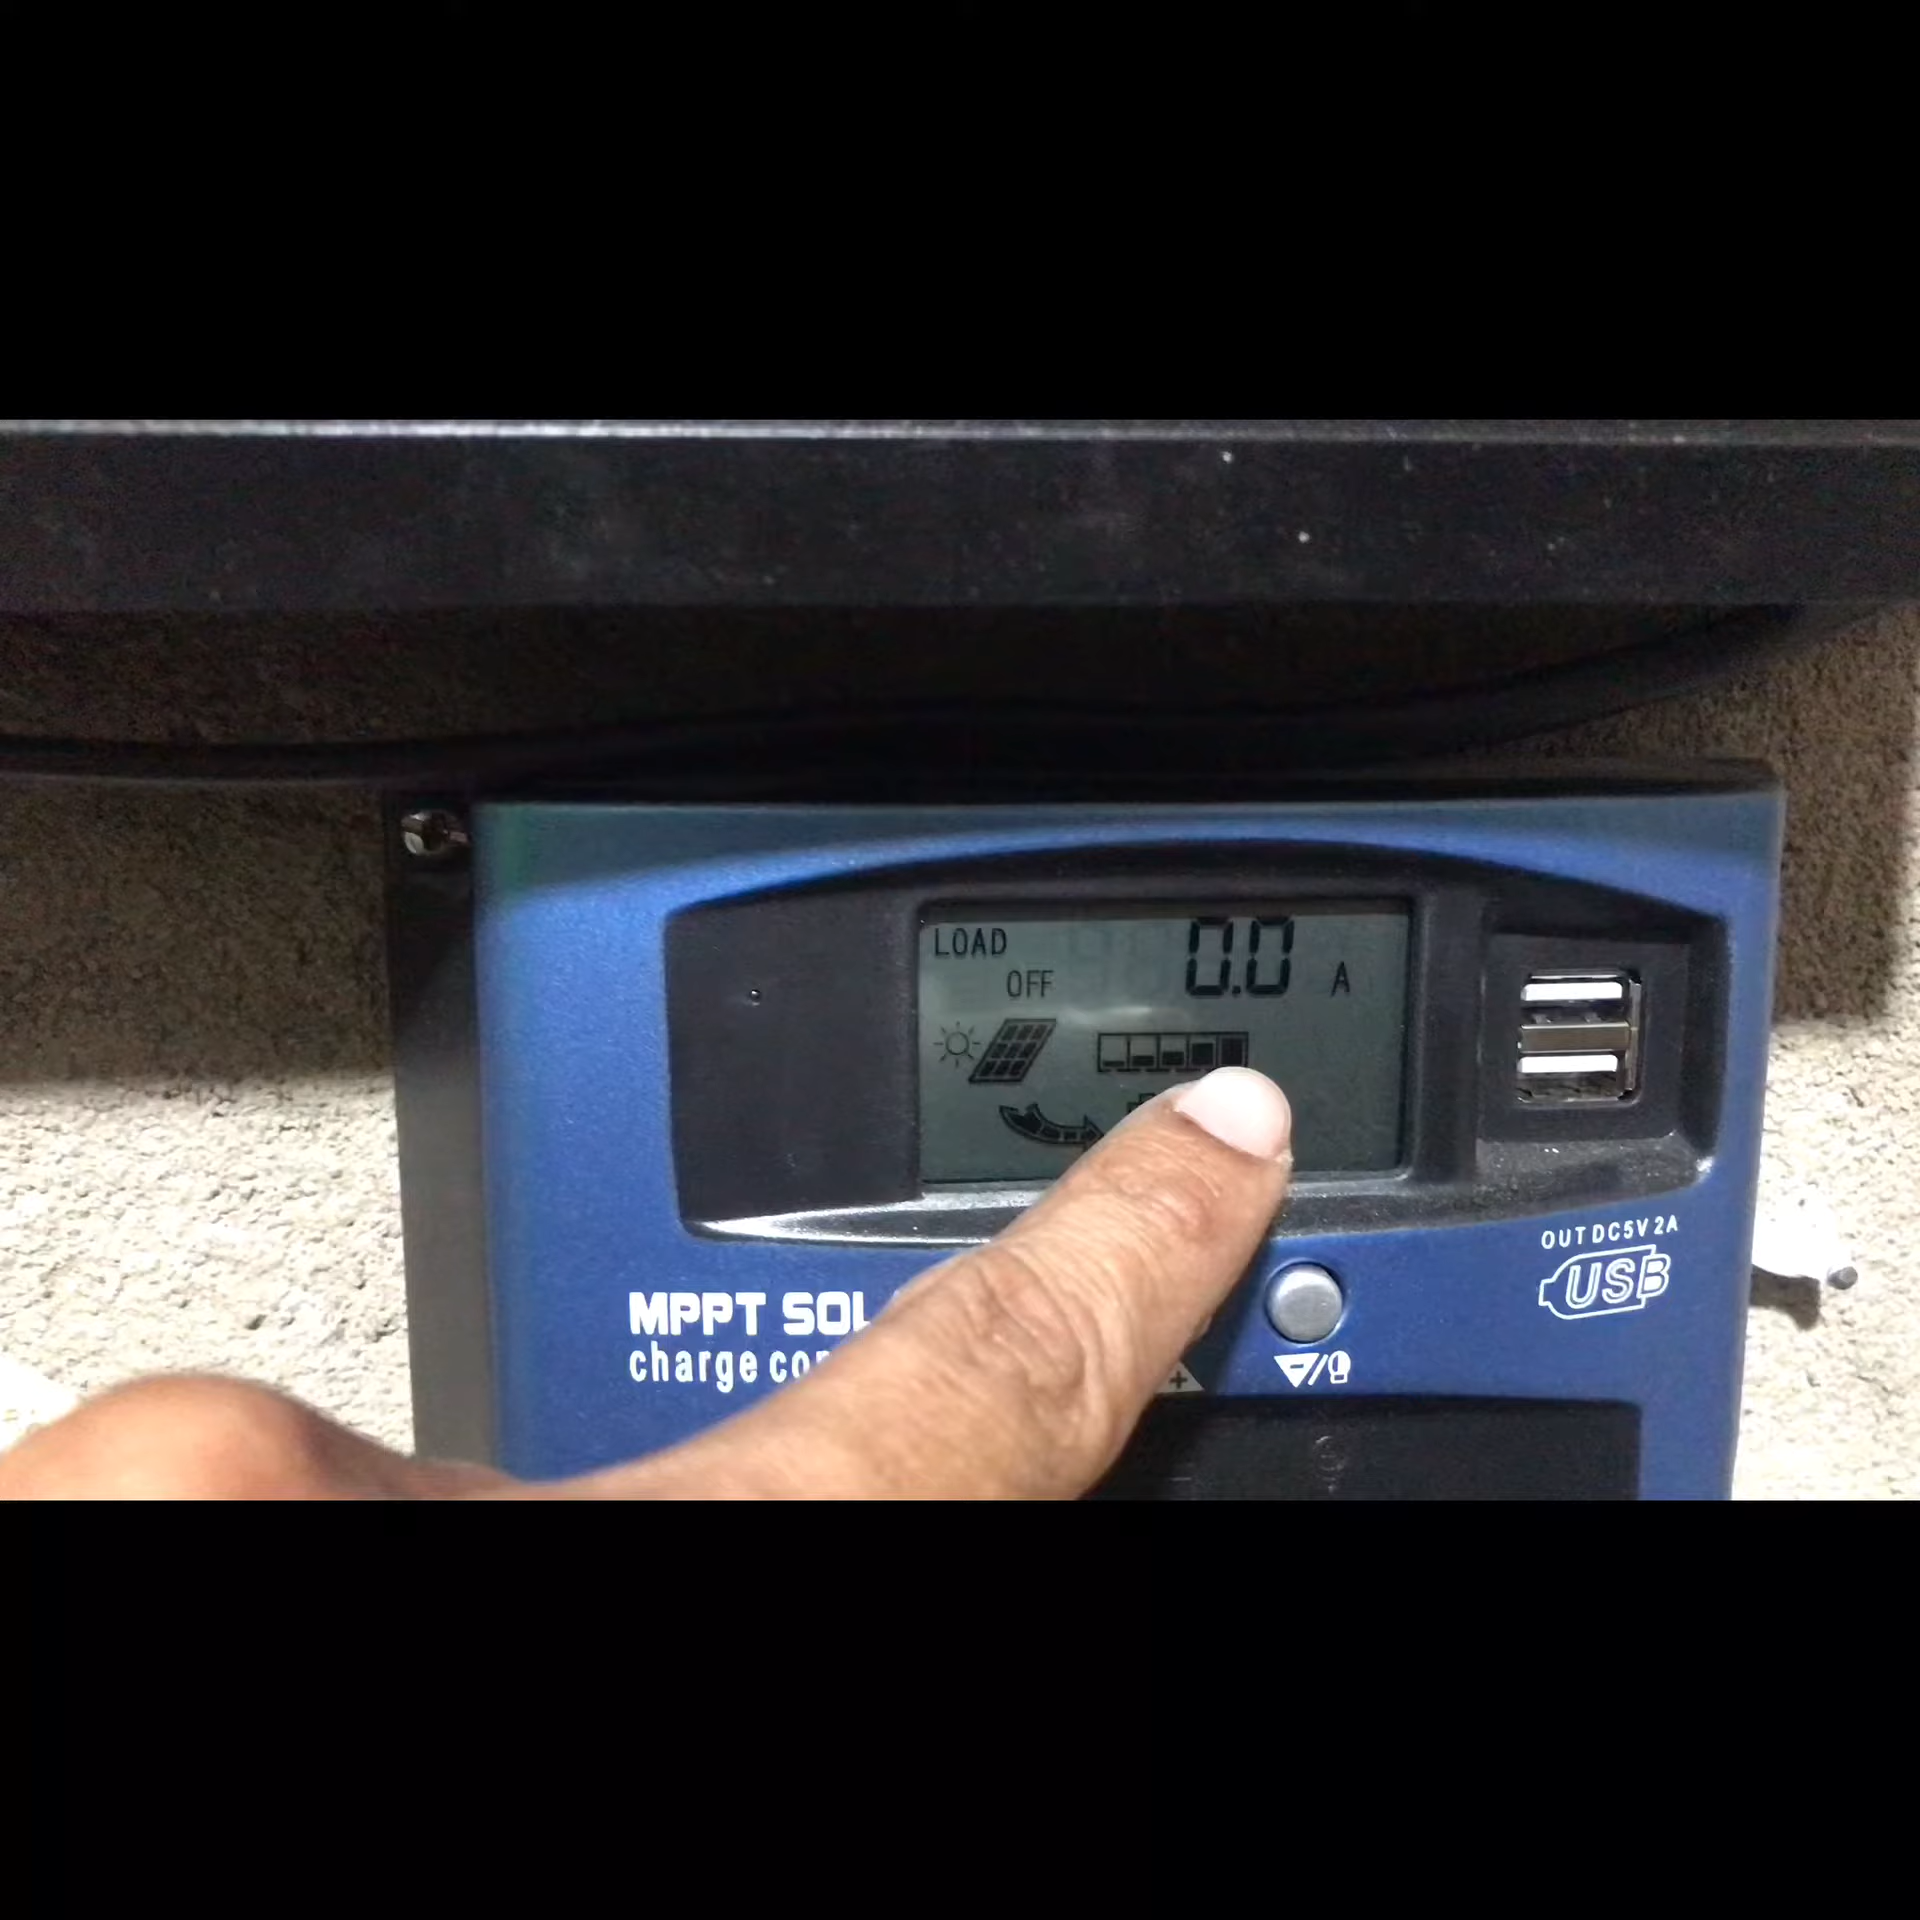 LOAD
0.0
OFF
A
OUT DC5V 2A
USB
MPPT SOL
charge co